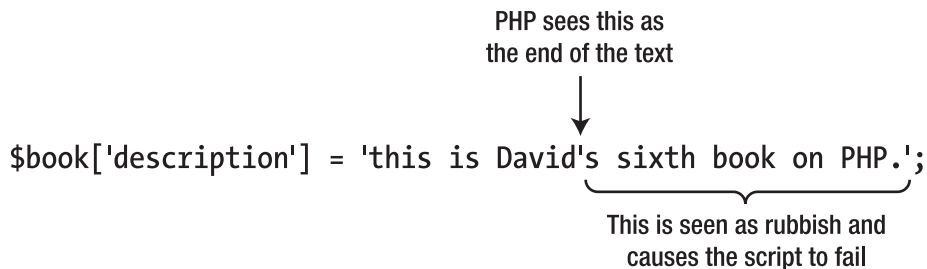 PHP sees this as
the end of the text
$book['description'] = 'this is David's sixth book on PHP.';
This is seen as rubbish and
causes the script to fail